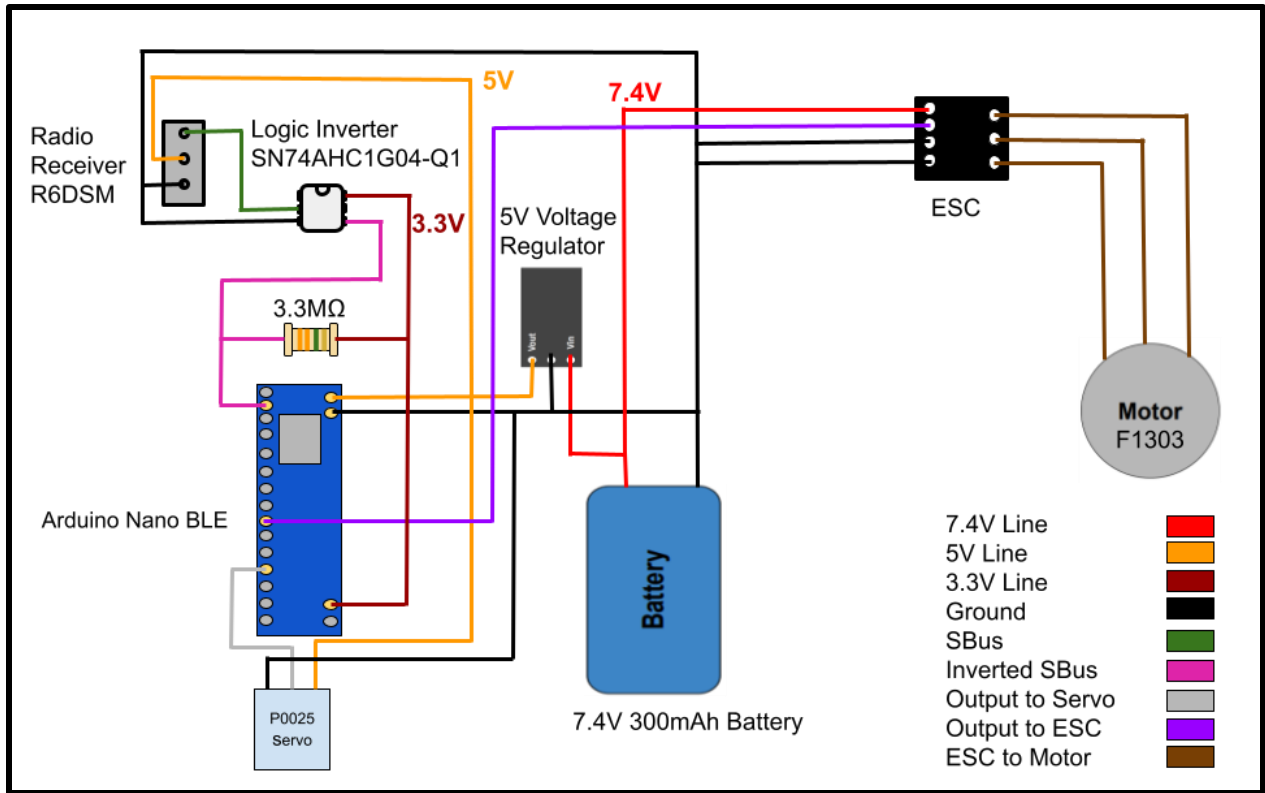 5V
7.4V
Radio
Receiver
R6DSM
Logic Inverter
SN74AHC1G04-Q1
3.3V
ESC
5V Voltage
Regulator
Vout
Vin
3.3MΩ
Motor
F1303
Arduino Nano BLE
Battery
7.4V 300mAh Battery
P0025
Servo
7.4V Line
5V Line
3.3V Line
Ground
SBus
Inverted SBus
Output to Servo
Output to ESC
ESC to Motor